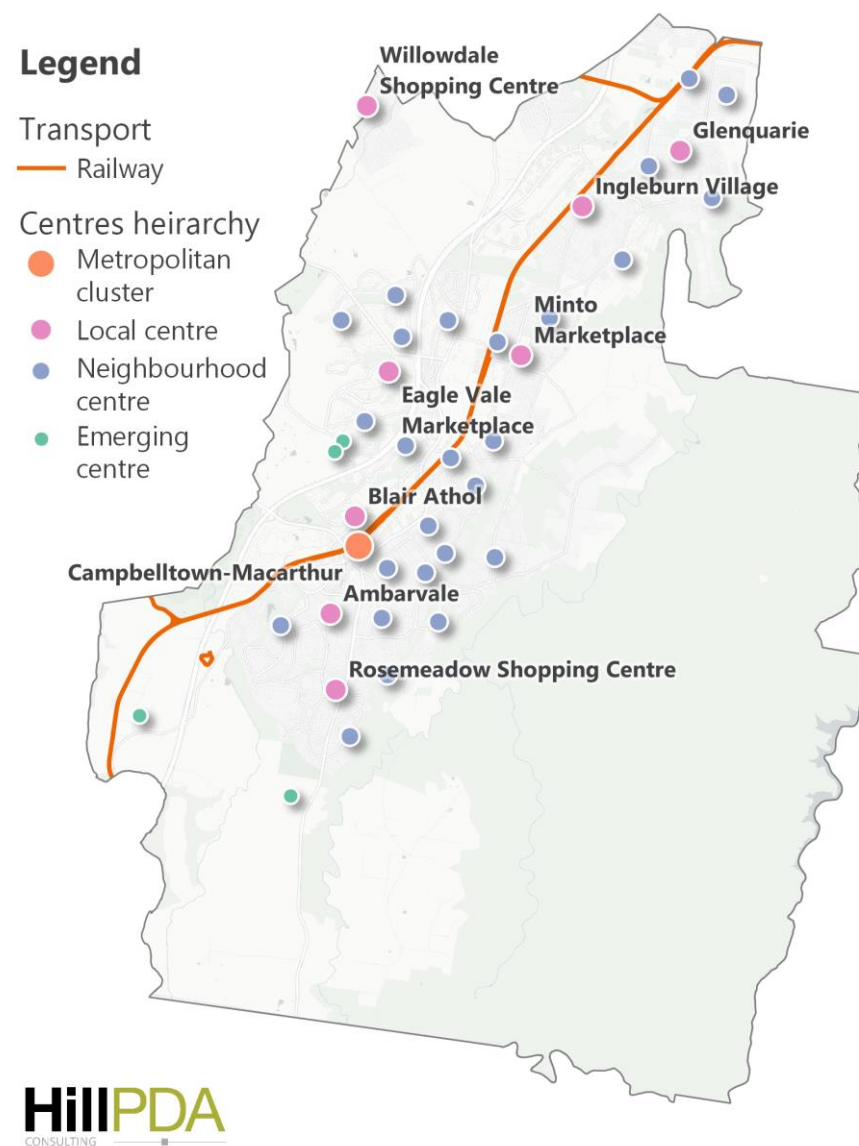 Legend
Transport
Railway
Centres heirarchy
Metropolitan
cluster
Local centre
Neighbourhood
centre
Emerging
centre
Willowdale
Shopping Centre
Glenquarie
Ingleburn Village
Minto
Marketplace
Eagle Vale
Marketplace
Blair Athol
Campbelltown-Macarthur
Ambarvale
Rosemeadow Shopping Centre
HillPDA
CONSULTING